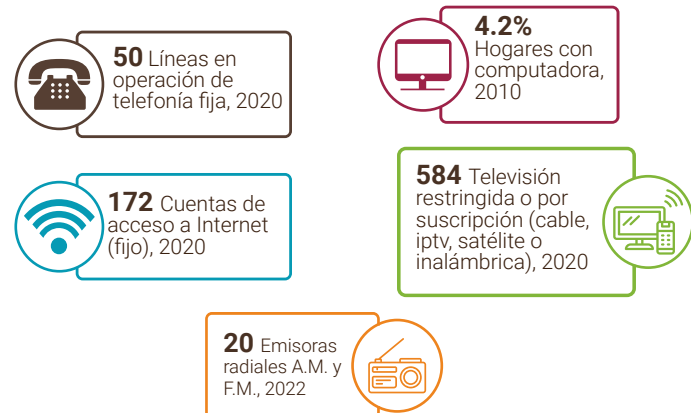 50 Líneas en
operación de
telefonía fija, 2020
4.2%
Hogares con
computadora,
2010
172 Cuentas de
acceso a Internet
(fijo), 2020
584 Televisión
restringida o por
suscripción (cable,
iptv, satélite o
inalámbrica), 2020
20 Emisoras
radiales A.M. y
F.M., 2022